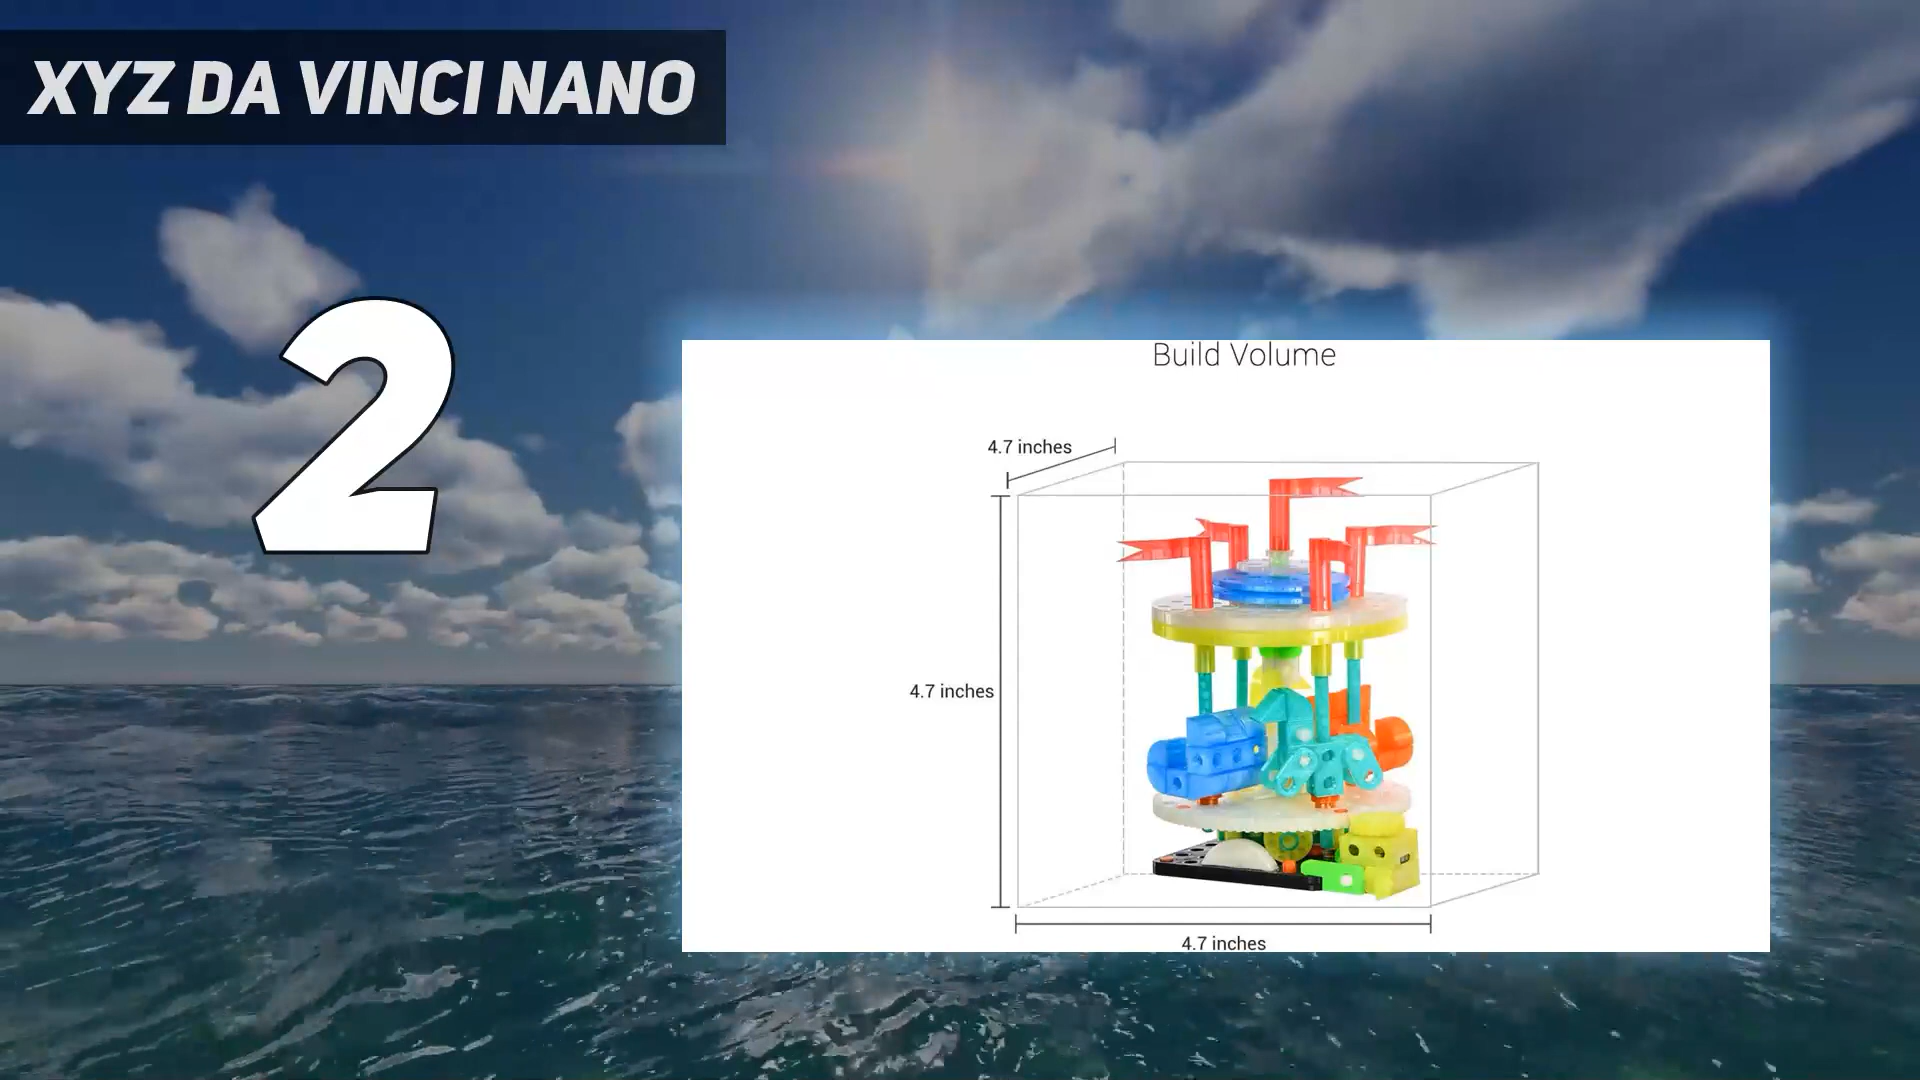 XYZ DA VINCI NANO
2
Build Volume
4.7 inches
4.7 inches
4.7 inches